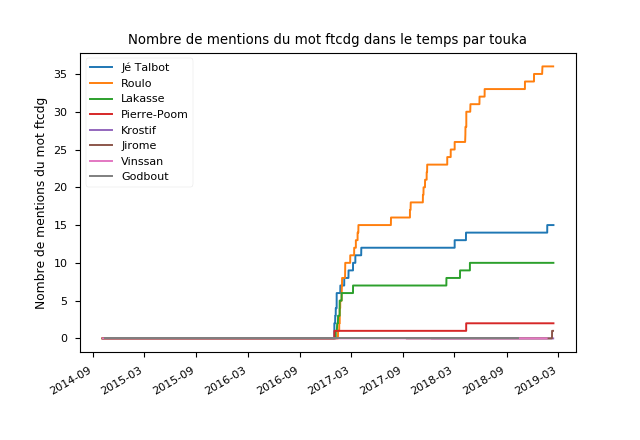 Nombre de mentions du mot ftcdg dans le temps par touka
Nombre de mentions du mot ftcdg
35
30
25
20
15
10
5
0
Jé Talbot
Roulo
Lakasse
Pierre-Poom
Krostif
Jirome
Vinssan
Godbout
2014-09
2015-03
2015-09
2016-03
2016-09
2017-03
2017-09
2018-03
2018-09
2019-03